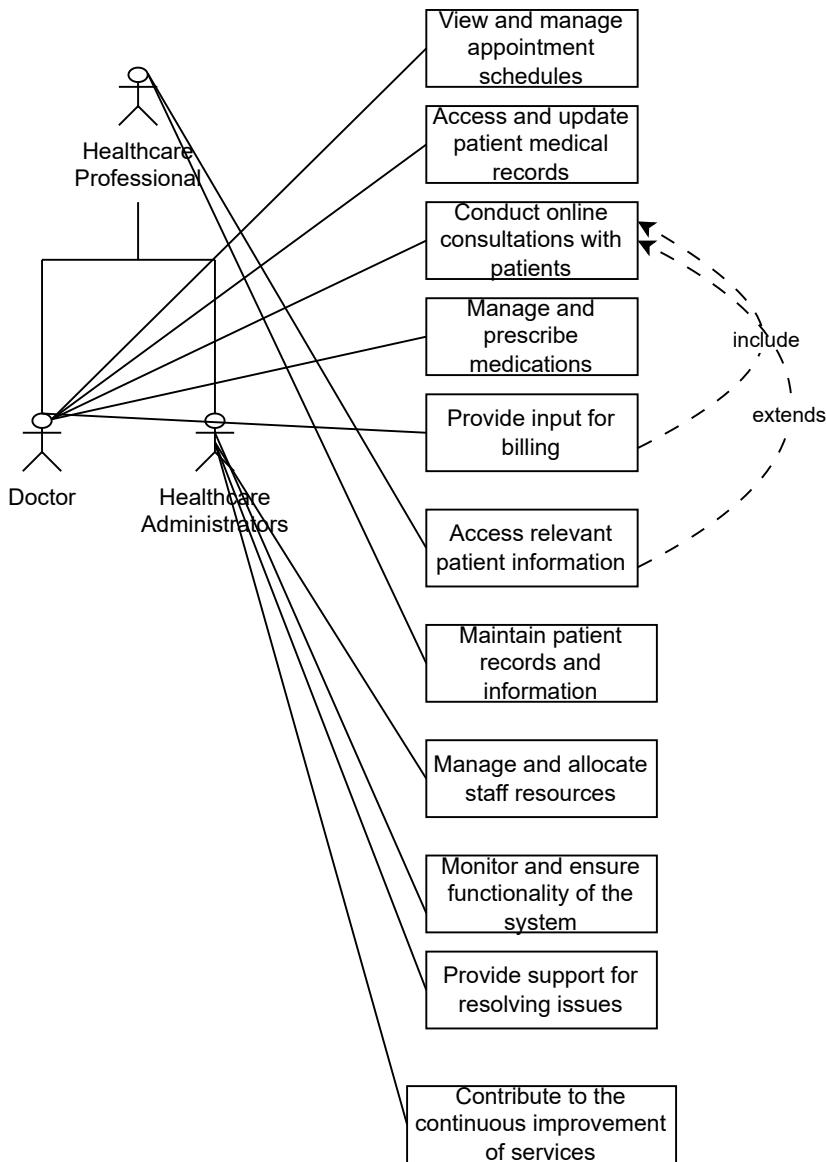 View and manage
appointment
schedules
Healthcare
Professional
Access and update
patient medical
records
Conduct online
consultations with
patients
Manage and
prescribe
medications
include
Provide input for
billing
extends
Doctor
Healthcare
Administrators
Access relevant
patient information
Maintain patient
records and
information
Manage and allocate
staff resources
Monitor and ensure
functionality of the
system
Provide support for
resolving issues
Contribute to the
continuous improvement
of services